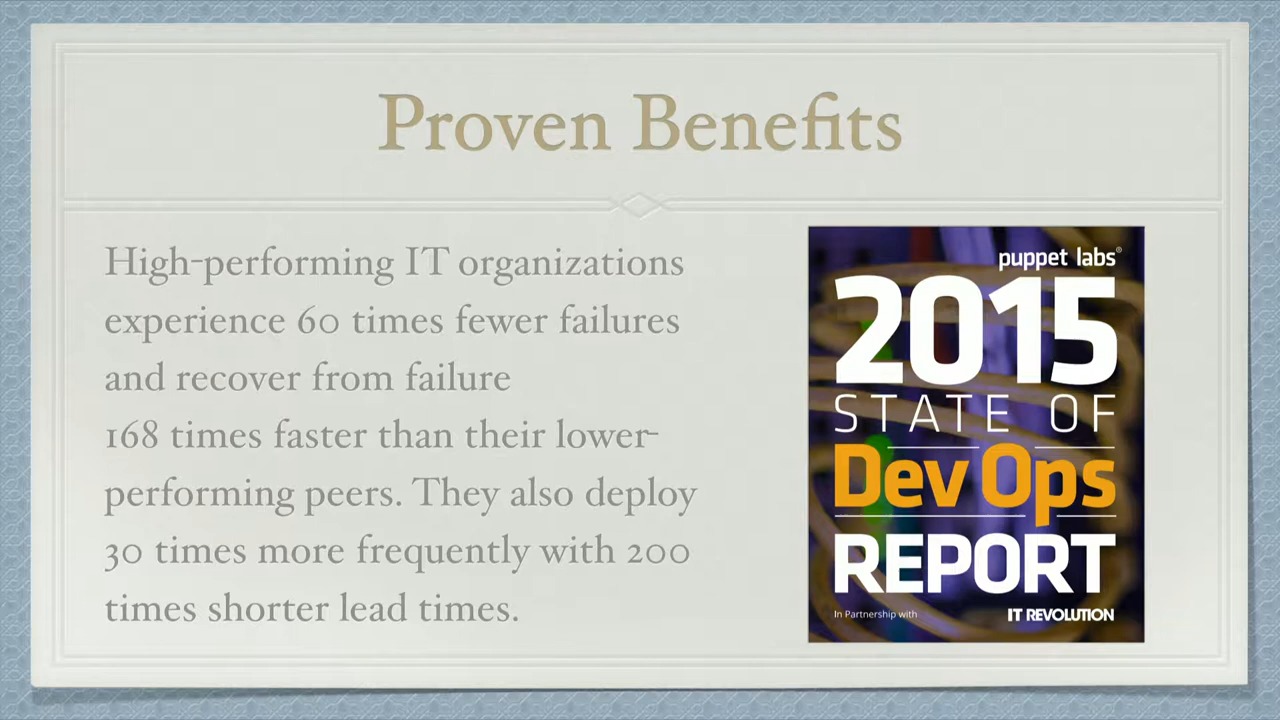 Proven Benefits
High-performing IT organizations
experience 60 times fewer failures
and recover from failure
168 times faster than their lower-
performing peers. They also deploy
30 times more frequently with 200
times shorter lead times.
puppet labs®
2015
STATE OF
DevOps
REPORT
In Partnership with
IT REVOLUTION